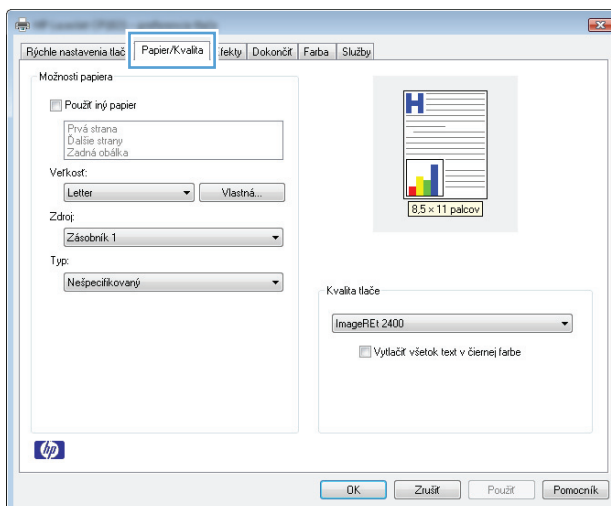 Rýchle nastavenia tlač
Papier/Kvalita
fekty
Dokončiť
Farba
Služby
Možnosti papiera
Použiť iný papier
Prvá strana
Ďalšie strany
Zadná obálka
Veľkosť:
Letter
Vlastná...
Zdroj:
Zásobník 1
Typ:
Nešpecifikovaný
H
8,5 × 11 palcov
Kvalita tlače
ImageREt 2400
Vytlačiť všetok text v čiernej farbe
hp
OK
Zrušiť
Použiť
Pomocník